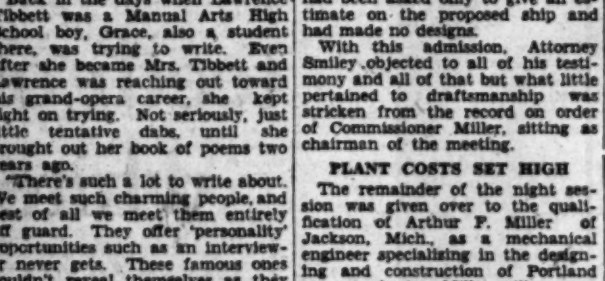 was a Manual Arts High
boy, Grace, also a student
was trying to write. Even
after she became Mrs. Tibbett and
Lawrence was reaching out toward
his grand-opera career, she kept
right on trying. Not seriously, just
little tentative dabs, until she
brought out her book of poems two
years ago.
"There's such a lot to write about.
We meet such charming people, and
best of all we meet them entirely
off guard. They offer 'personality'
opportunities such as an interview-
never gets. These famous ones
timate on the proposed ship and
had made no designs.
With this admission, Attorney
Smiley objected to all of his testi-
mony and all of that but what little
pertained to draftsmanship was
stricken from the record on order
of Commissioner Miller, sitting as
chairman of the meeting.
PLANT COSTS SET HIGH
The remainder of the night ses-
sion was given over to the quali-
fication of Arthur P. Miller of
Jackson, Mich., as a mechanical
engineer specializing in the design-
ing and construction of Portland